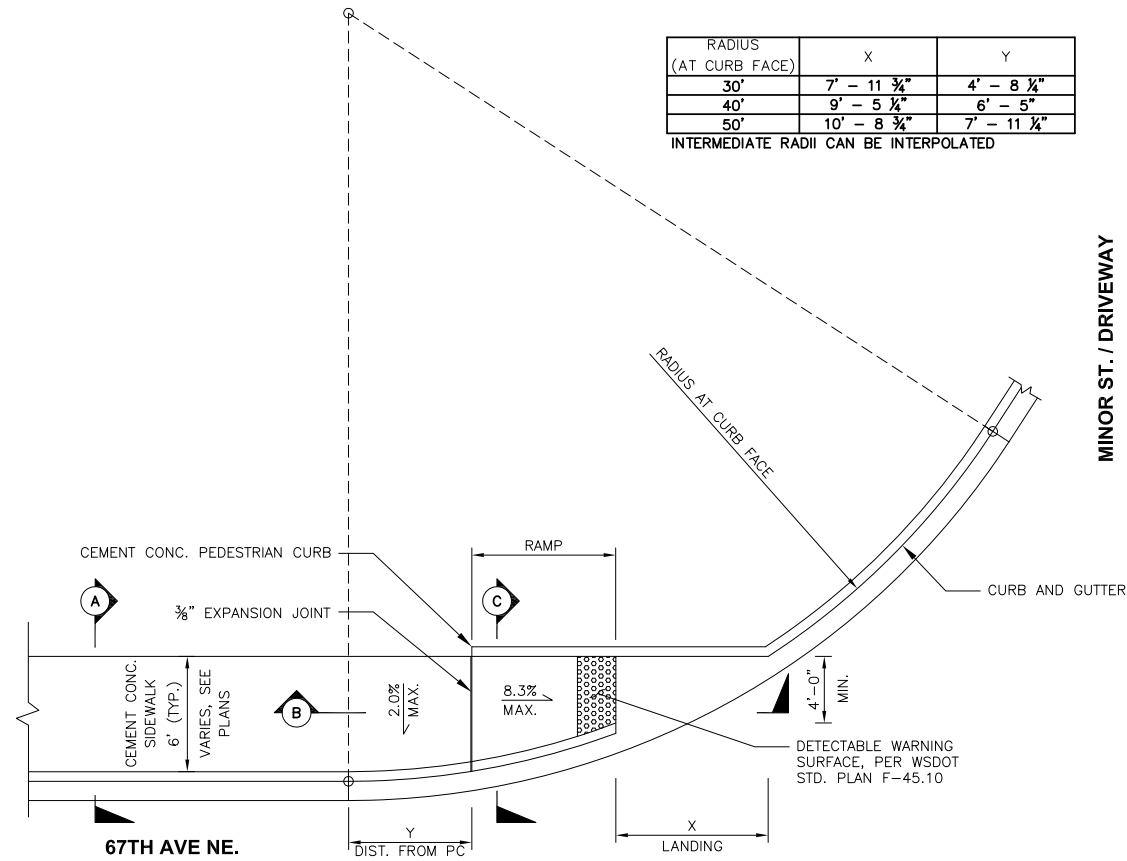 RADIUS
(AT CURB FACE)
X
Y
30'
7' - 11 ¾"
4' - 8 ¼"
40'
9' - 5 ¼"
6' - 5"
50'
10' - 8 ¾"
7' - 11 ¼"
INTERMEDIATE RADII CAN BE INTERPOLATED
MINOR ST. / DRIVEWAY
RADIUS AT CURB FACE
CEMENT CONC. PEDESTRIAN CURB
RAMP
CURB AND GUTTER
A
C
⅜" EXPANSION JOINT
CEMENT CONC.
SIDEWALK
6' (TYP.)
VARIES, SEE
PLANS
B
2.0%
MAX.
8.3%
MAX.
4'-0"
MIN.
DETECTABLE WARNING
SURFACE, PER WSDOT
STD. PLAN F-45.10
Y
DIST. FROM PC
X
LANDING
67TH AVE NE.